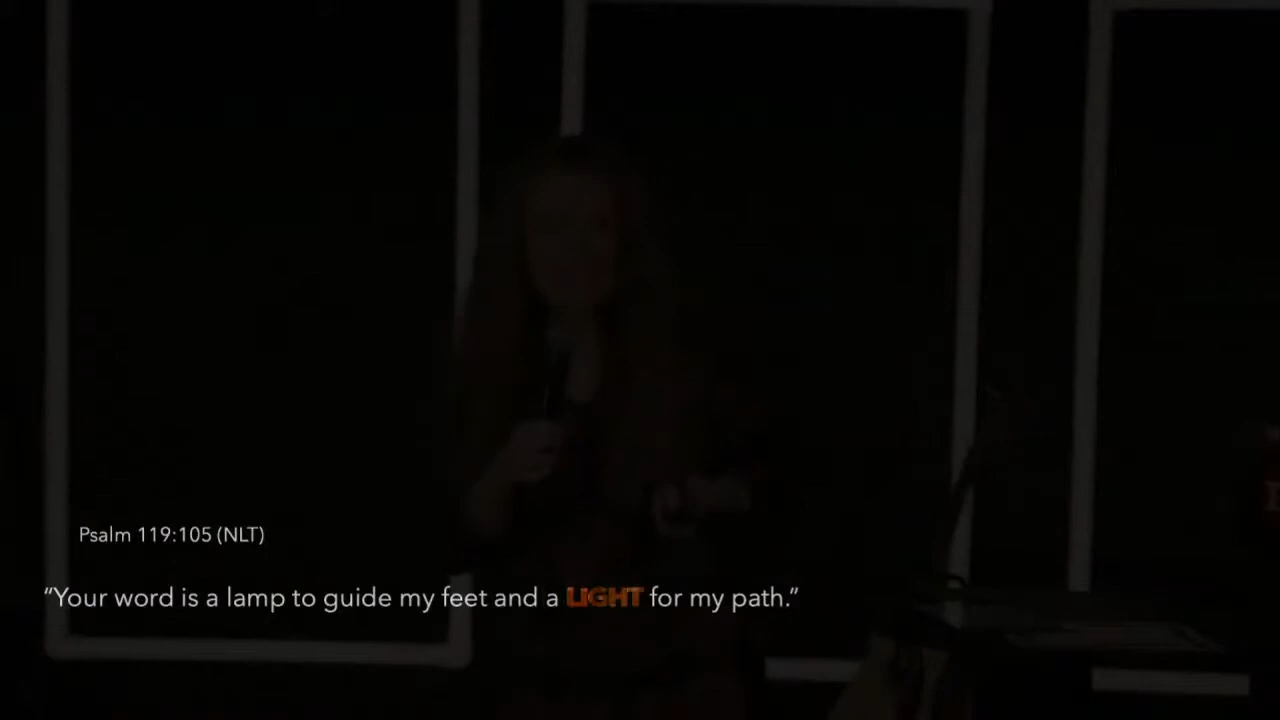 Psalm 119:105 (NLT)
“Your word is a lamp to guide my feet and a LIGHT for my path.”